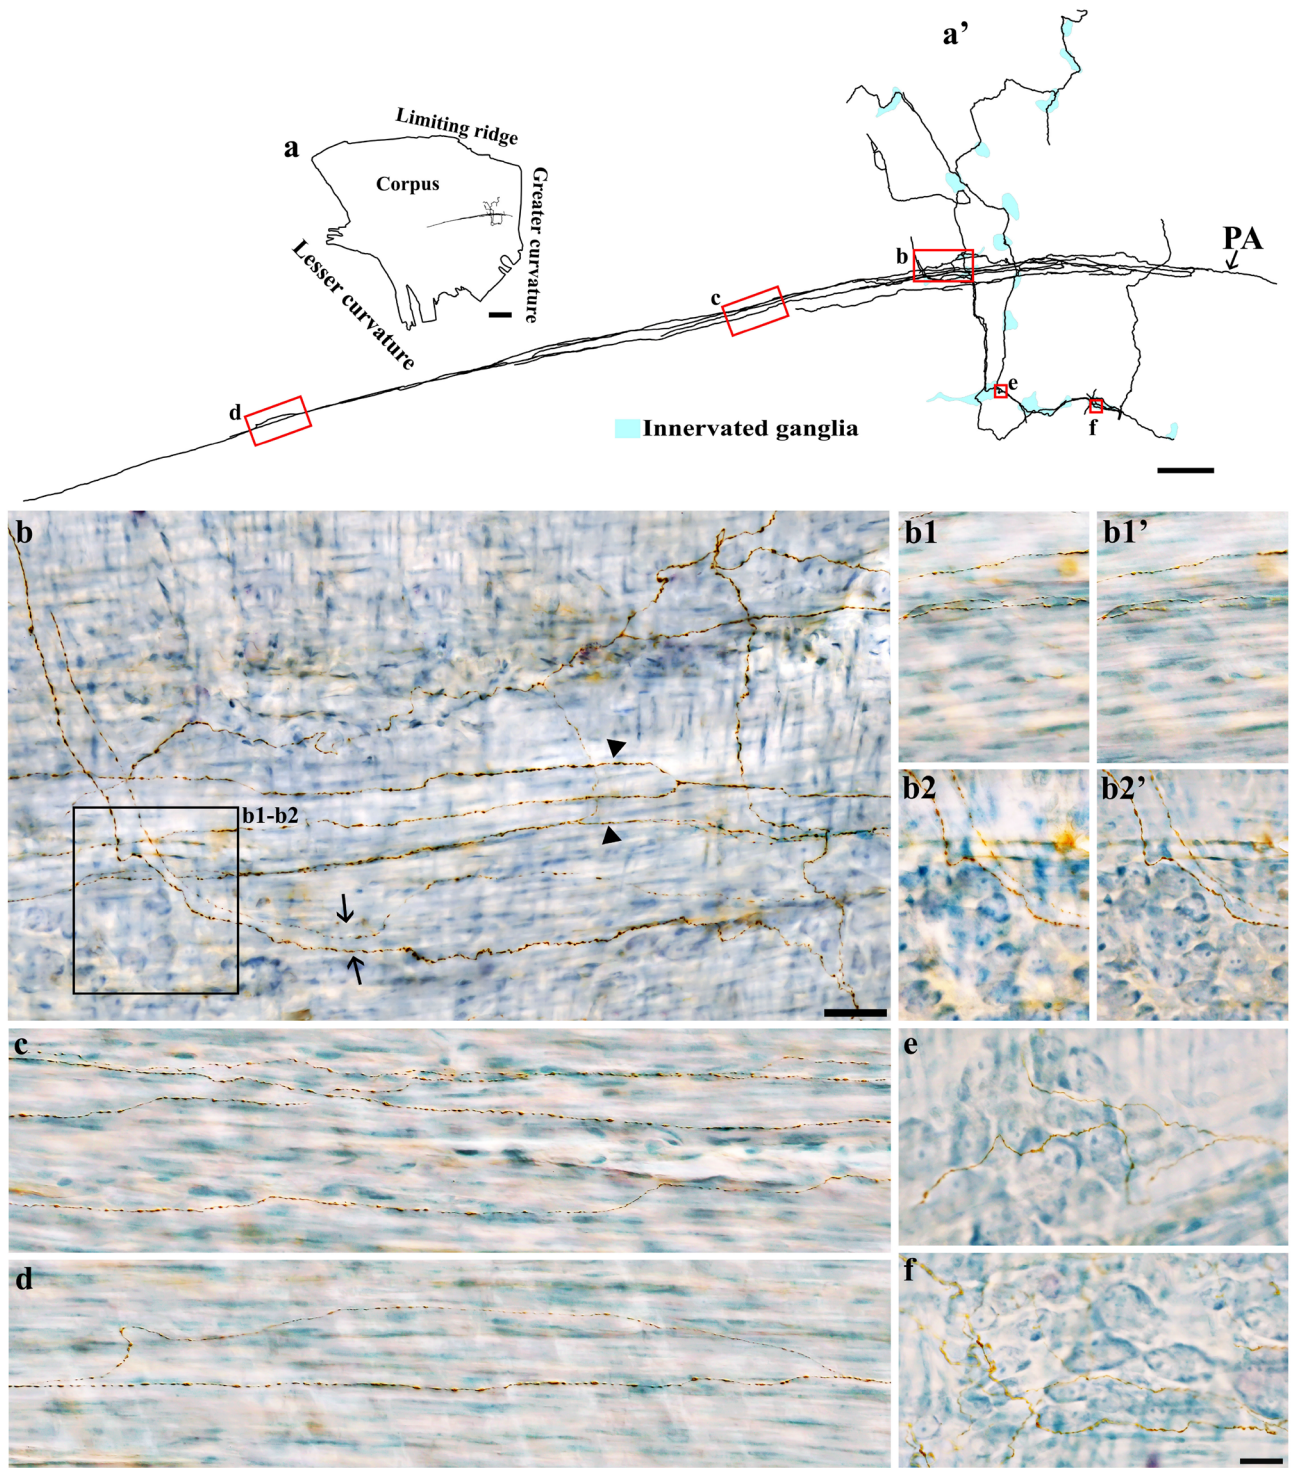 a’
a
Limiting ridge
Corpus
Greater curvature
Lesser curvature
PA
b
c
d
e
f
Innervated ganglia
b
b1-b2
b1
b1’
b2
b2’
c
d
e
f